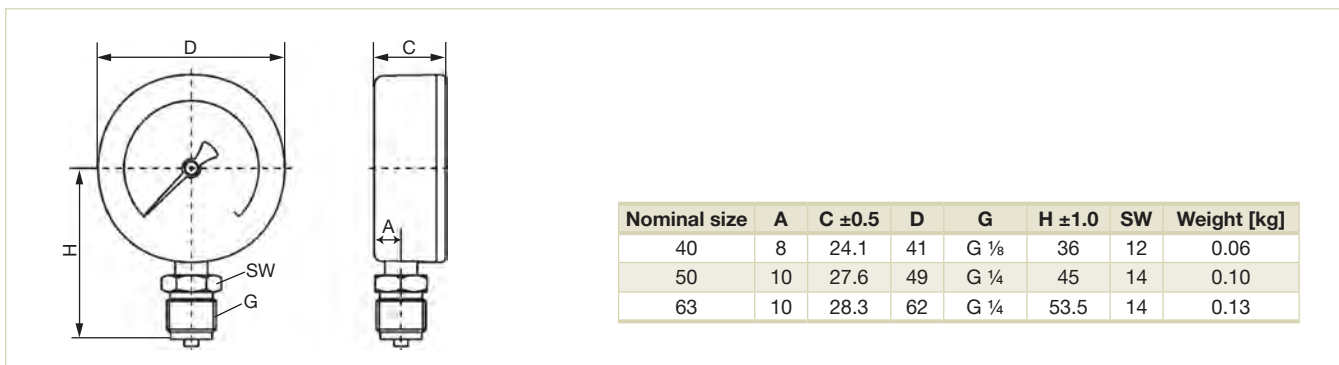 D
C
H
A
SW
G
Nominal size A C ±0.5 D G H ±1.0 SW Weight [kg]
40 8 24.1 41 G ⅛ 36 12 0.06
50 10 27.6 49 G ¼ 45 14 0.10
63 10 28.3 62 G ¼ 53.5 14 0.13